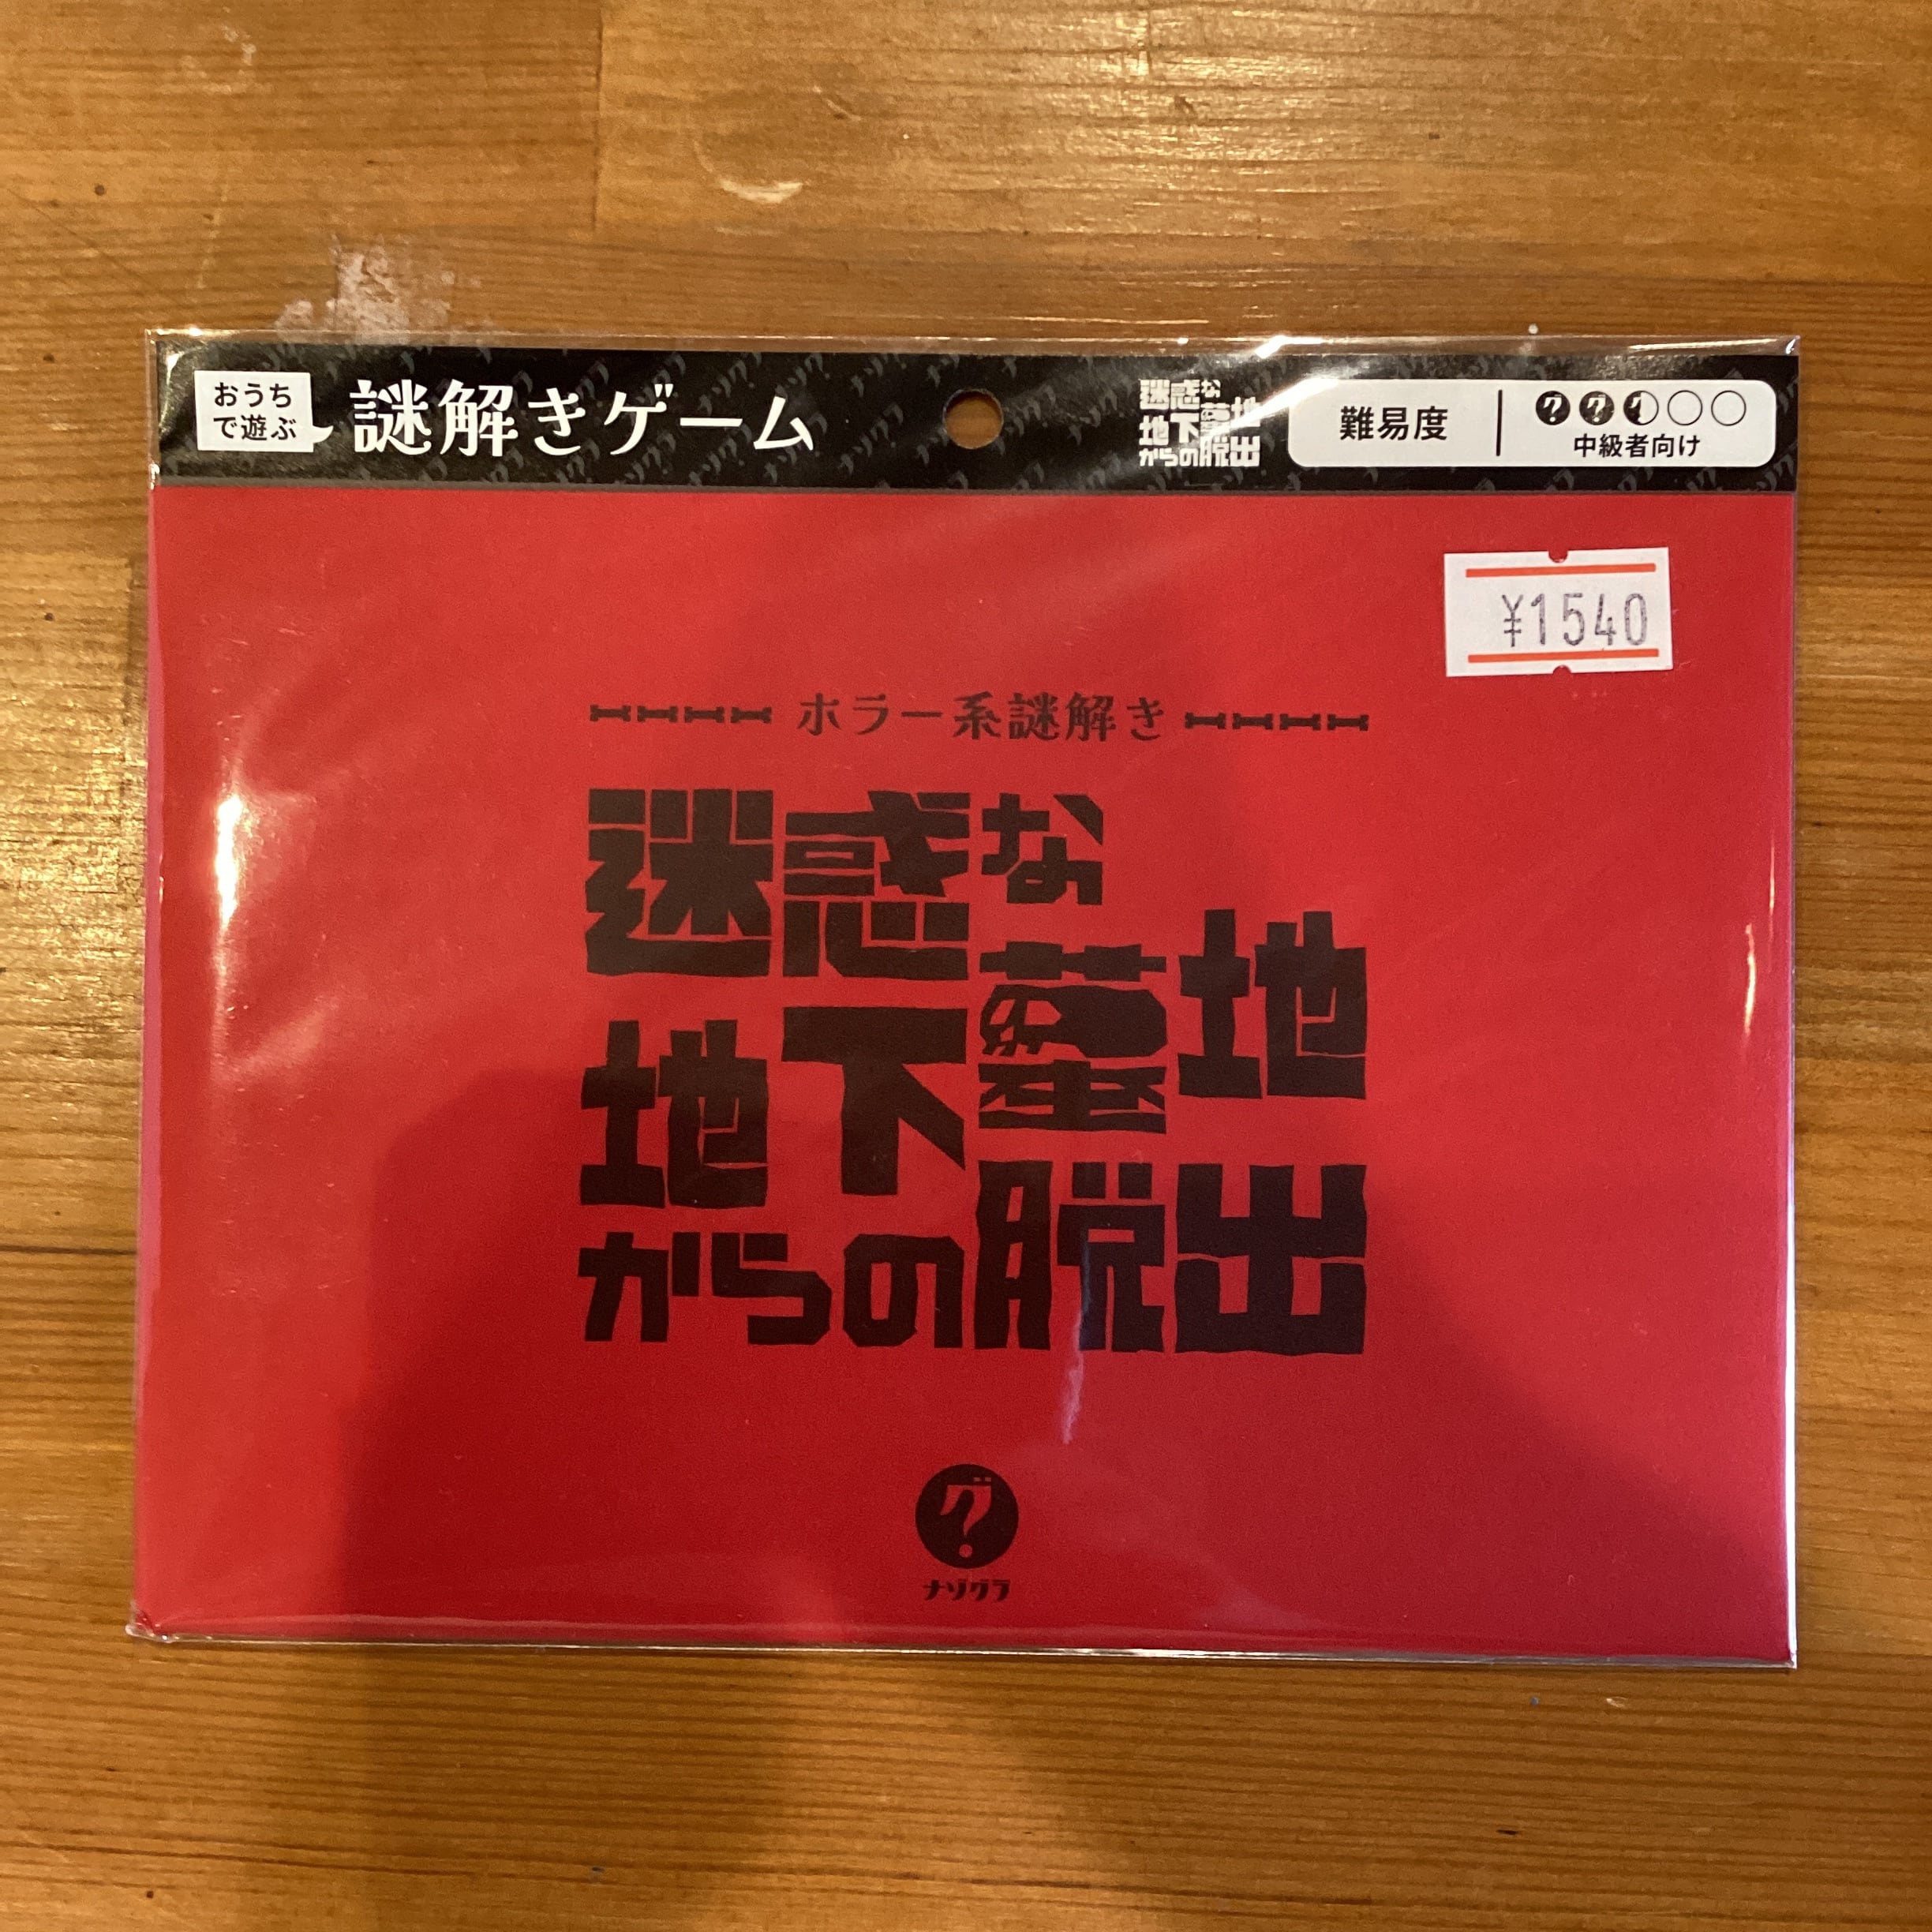 おうち
で遊ぶ
謎解きゲーム
迷惑な
地下墓地
からの脱出
難易度
中級者向け
¥1540
ホラー系謎解き
迷惑な
地下墓地
からの脱出
グ
ナゾグラ